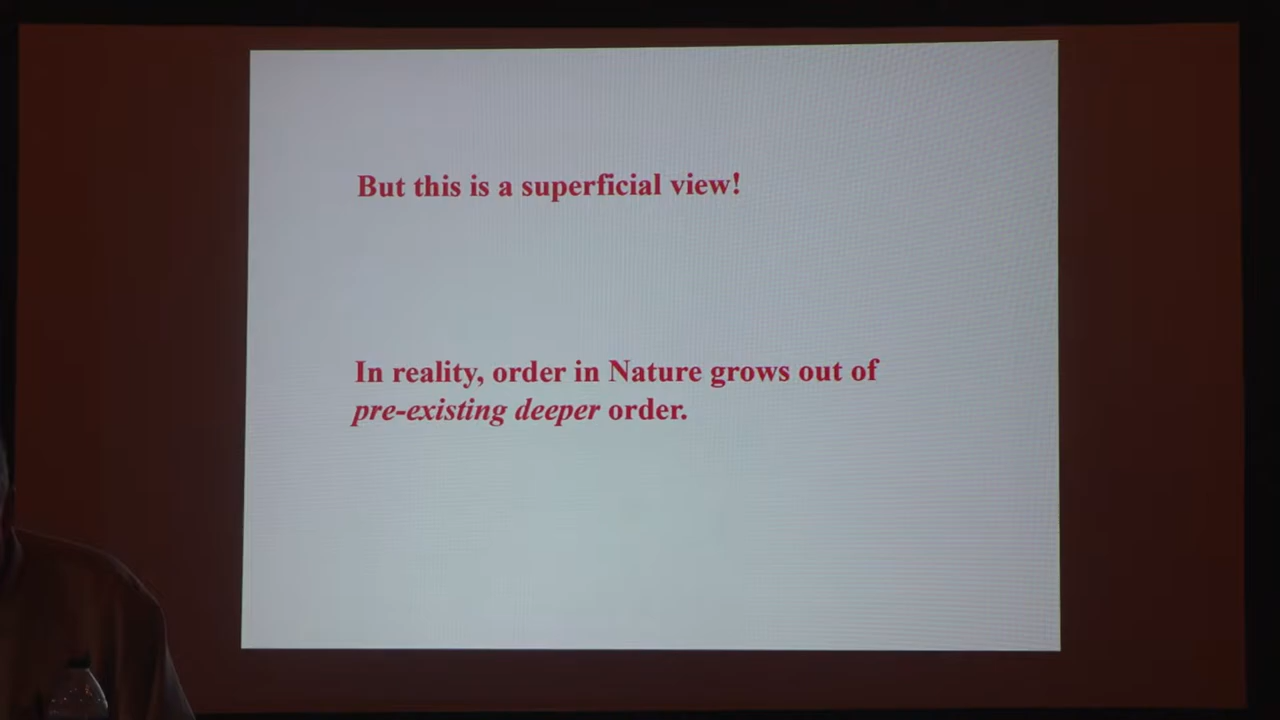 But this is a superficial view!
In reality, order in Nature grows out of
pre-existing deeper order.